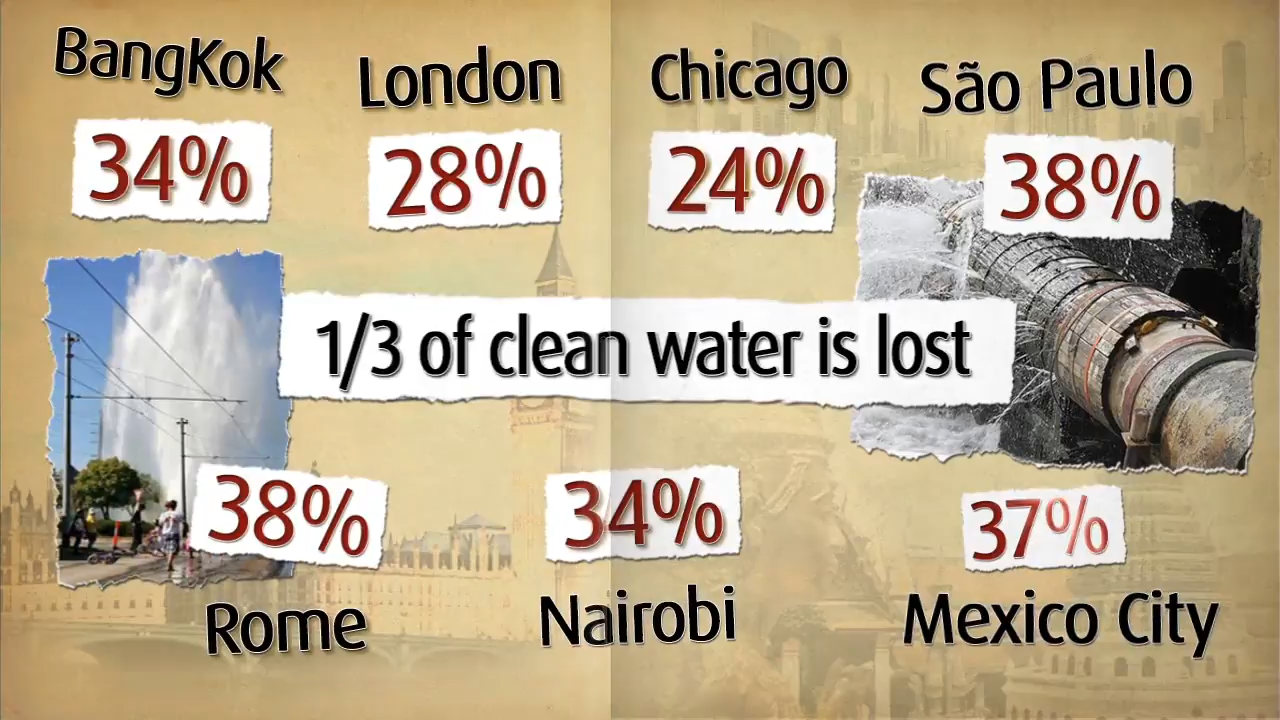 BangKok
London
Chicago
São Paulo
34%
28%
24%
38%
1/3 of clean water is lost
38%
34%
37%
Rome
Nairobi
Mexico City